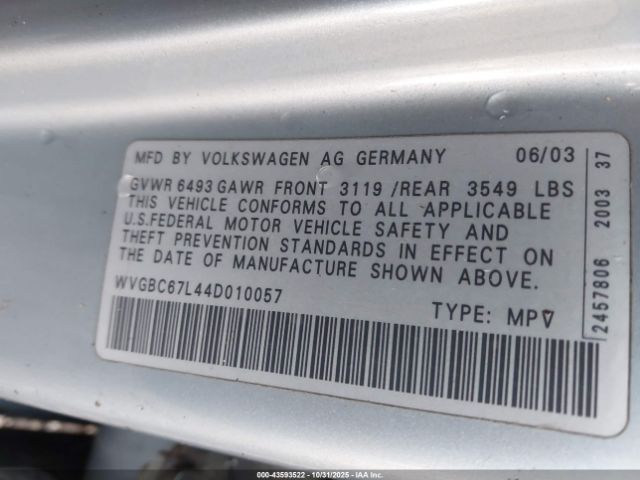 MFD BY VOLKSWAGEN AG GERMANY 06/03
GVWR 6493 GAWR FRONT 3119 /REAR 3549 LBS
THIS VEHICLE CONFORMS TO ALL APPLICABLE
U.S.FEDERAL MOTOR VEHICLE SAFETY AND
THEFT PREVENTION STANDARDS IN EFFECT ON
THE DATE OF MANUFACTURE SHOWN ABOVE.
WVGBC67L44D010057
TYPE: MPV
2457806 2003 37
000-43593522 - 10/31/2025 - IAAI.COM